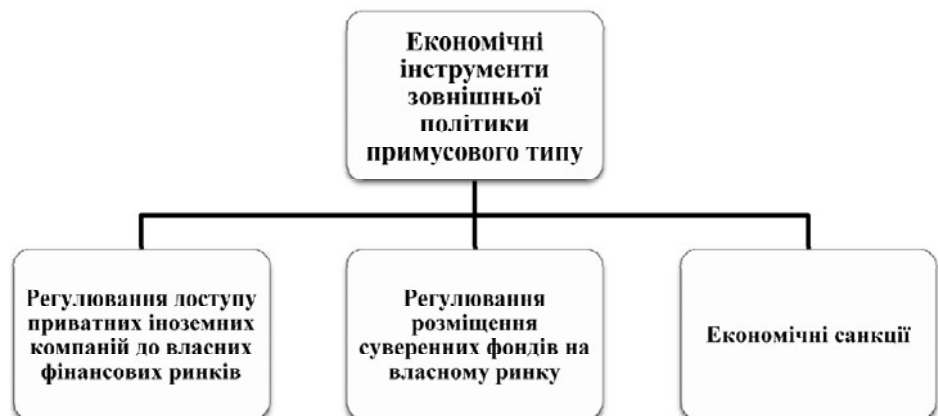 Економічні
інструменти
зовнішньої
політики
примусового типу
Регулювання доступу
приватних іноземних
компаній до власних
фінансових ринків
Регулювання
розміщення
суверенних фондів на
власному ринку
Економічні санкції